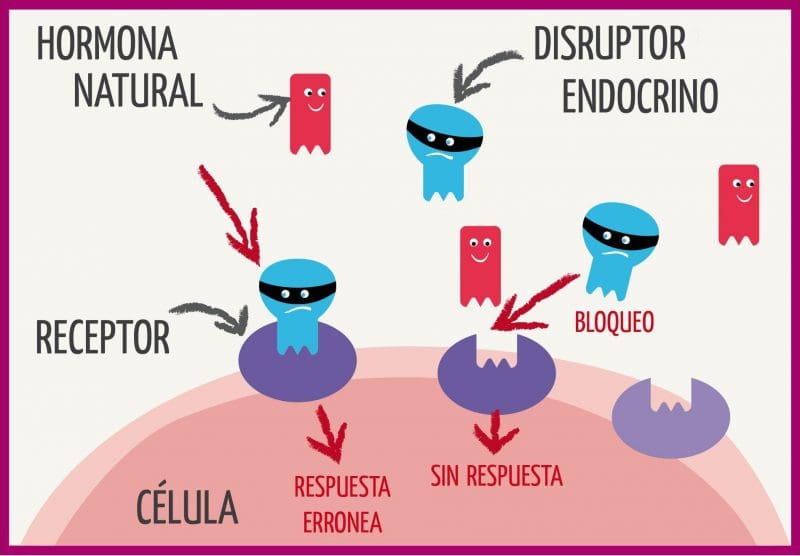 HORMONA
NATURAL
DISRUPTOR
ENDOCRINO
BLOQUEO
RECEPTOR
SIN RESPUESTA
RESPUESTA
ERRONEA
CÉLULA